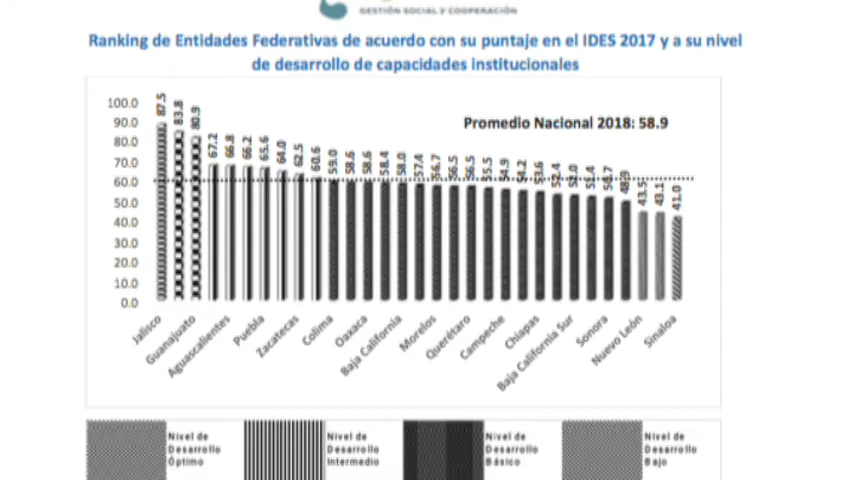 GESTIÓN SOCIAL Y COOPERACIÓN
Ranking de Entidades Federativas de acuerdo con su puntaje en el IDES 2017 y a su nivel
de desarrollo de capacidades institucionales
Promedio Nacional 2018: 58.9
100.0
90.0
80.0
70.0
60.0
50.0
40.0
30.0
20.0
10.0
0.0
87.5
83.8
80.9
67.2
66.8
66.2
65.6
64.0
62.5
60.6
59.0
58.6
58.6
58.4
58.0
57.4
56.7
56.5
56.5
55.5
54.9
54.2
53.6
52.4
52.0
51.4
50.7
48.9
43.5
43.1
41.0
Jalisco
Guanajuato
Aguascalientes
Puebla
Zacatecas
Colima
Oaxaca
Baja California
Morelos
Querétaro
Campeche
Chiapas
Baja California Sur
Sonora
Nuevo León
Sinaloa
Nivel de
Desarrollo
Óptimo
Nivel de
Desarrollo
Intermedio
Nivel de
Desarrollo
Básico
Nivel de
Desarrollo
Bajo